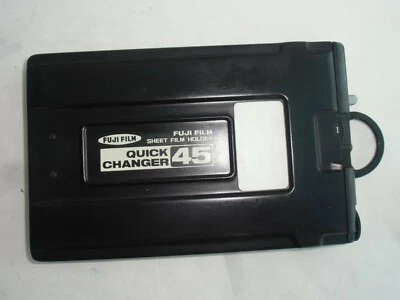 FUJI FILM
FUJI FILM
SHEET FILM HOLDER
QUICK
CHANGER 45